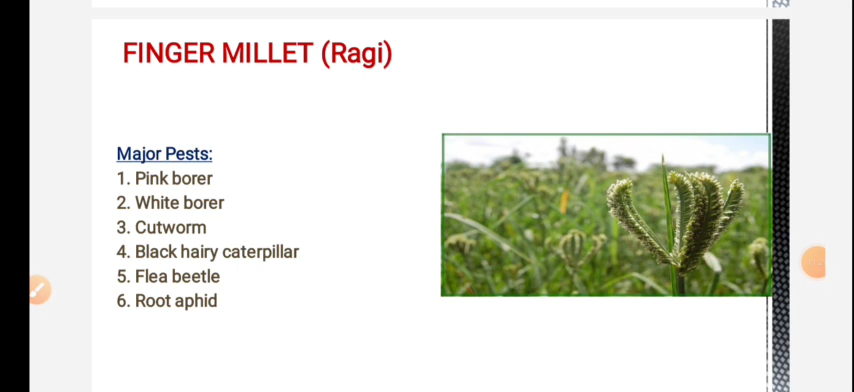 FINGER MILLET (Ragi)
Major Pests:
1. Pink borer
2. White borer
3. Cutworm
4. Black hairy caterpillar
5. Flea beetle
6. Root aphid